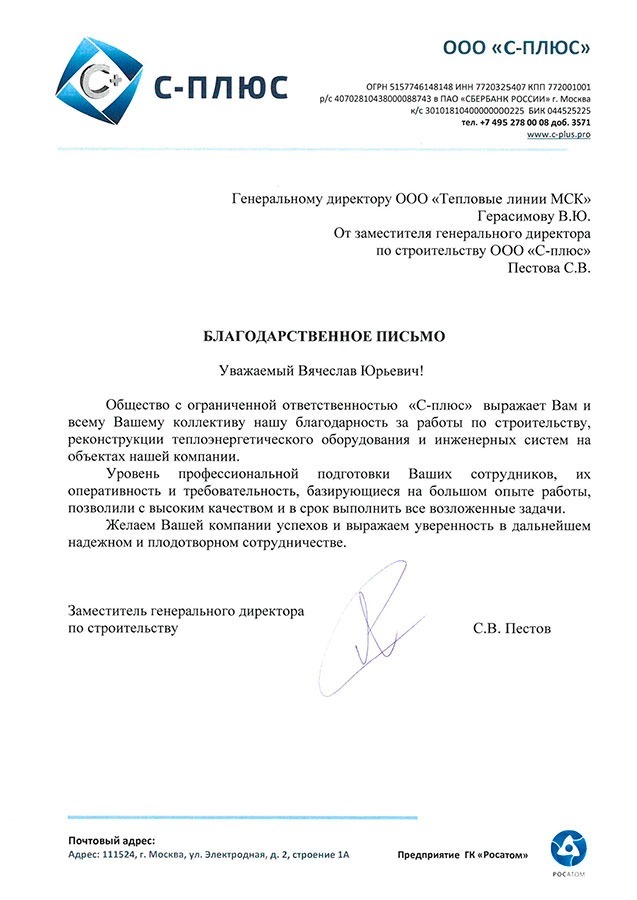 ООО «С-ПЛЮС»
С+ С-ПЛЮС
ОГРН 5157746148148 ИНН 7720325407 КПП 772001001
р/с 40702810438000088743 в ПАО «СБЕРБАНК РОССИИ» г. Москва
к/с 30101810400000000225 БИК 044525225
тел. +7 495 278 00 08 доб. 3571
www.c-plus.pro
Генеральному директору ООО «Тепловые линии МСК»
Герасимову В.Ю.
От заместителя генерального директора
по строительству ООО «С-плюс»
Пестова С.В.
БЛАГОДАРСТВЕННОЕ ПИСЬМО
Уважаемый Вячеслав Юрьевич!
Общество с ограниченной ответственностью «С-плюс» выражает Вам и
всему Вашему коллективу нашу благодарность за работы по строительству,
реконструкции теплоэнергетического оборудования и инженерных систем на
объектах нашей компании.
Уровень профессиональной подготовки Ваших сотрудников, их
оперативность и требовательность, базирующиеся на большом опыте работы,
позволили с высоким качеством и в срок выполнить все возложенные задачи.
Желаем Вашей компании успехов и выражаем уверенность в дальнейшем
надежном и плодотворном сотрудничестве.
Заместитель генерального директора
по строительству
С.В. Пестов
Почтовый адрес:
Адрес: 111524, г. Москва, ул. Электродная, д. 2, строение 1А
Предприятие ГК «Росатом»
РОСАТОМ